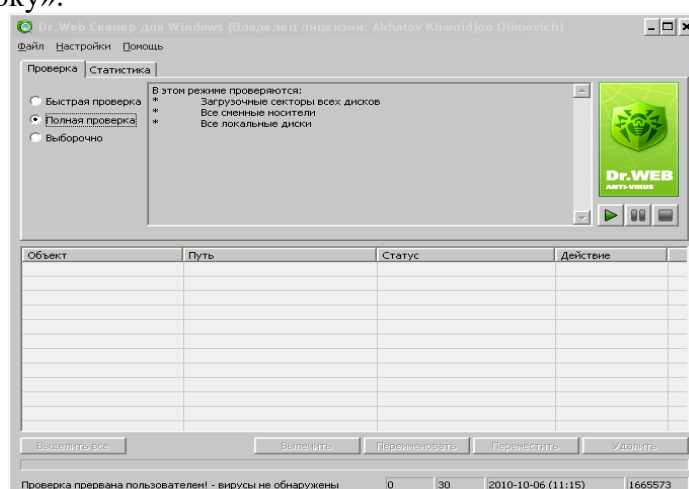 ку».
Dr.Web Сканер для Windows (Владелец лицензии: Akhatov Khamidjon Olimovich)
Файл Настройки Помощь
Проверка Статистика
Быстрая проверка
Полная проверка
Выборочно
В этом режиме проверяются:
* Загрузочные секторы всех дисков
* Все сменные носители
* Все локальные диски
Dr.WEB
ANTI-VIRUS
Объект Путь Статус Действие
Выделить все Вылечить Переименовать Переместить Удалить
Проверка прервана пользователем! - вирусы не обнаружены 0 30 2010-10-06 (11:15) 1665573